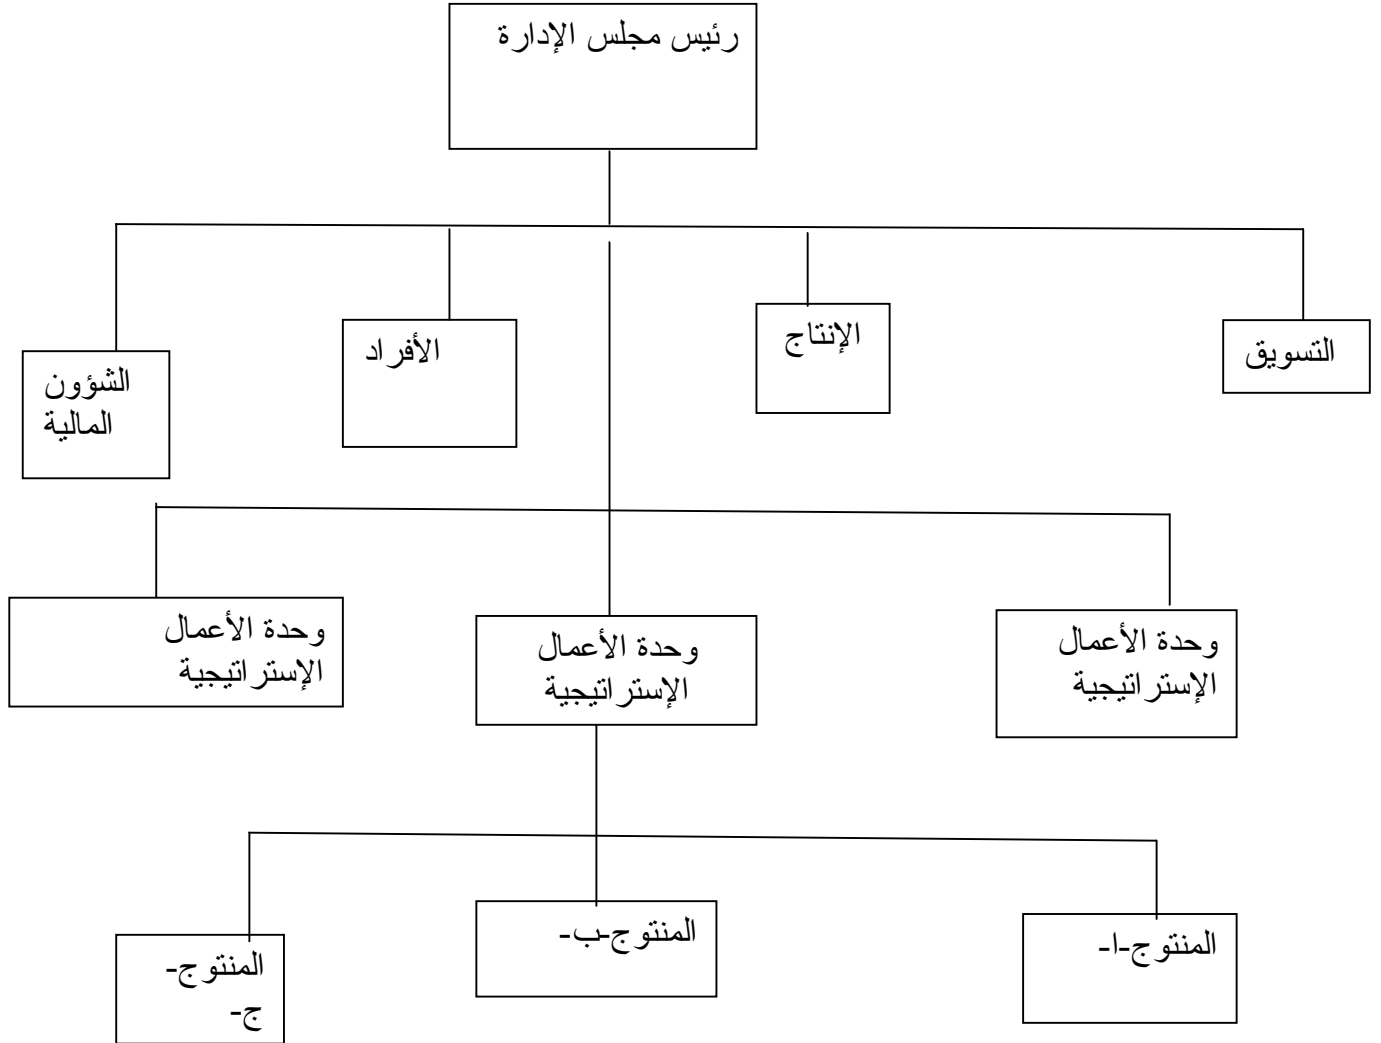 رئيس مجلس الإدارة
التسويق
الإنتاج
الأفراد
الشؤون
المالية
وحدة الأعمال
الإستراتيجية
وحدة الأعمال
الإستراتيجية
وحدة الأعمال
الإستراتيجية
المنتوج-ا-
المنتوج-ب-
المنتوج-
ج-